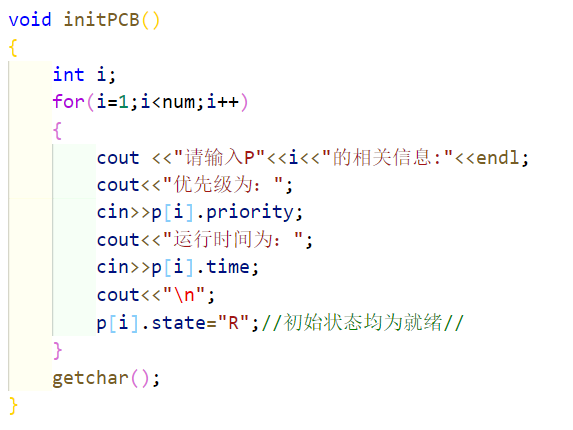 void initPCB()
{
    int i;
    for(i=1;i<num;i++)
    {
        cout <<"请输入P"<<i<<"的相关信息:"<<endl;
        cout<<"优先级为：";
        cin>>p[i].priority;
        cout<<"运行时间为：";
        cin>>p[i].time;
        cout<<"\n";
        p[i].state="R";//初始状态均为就绪//
    }
    getchar();
}